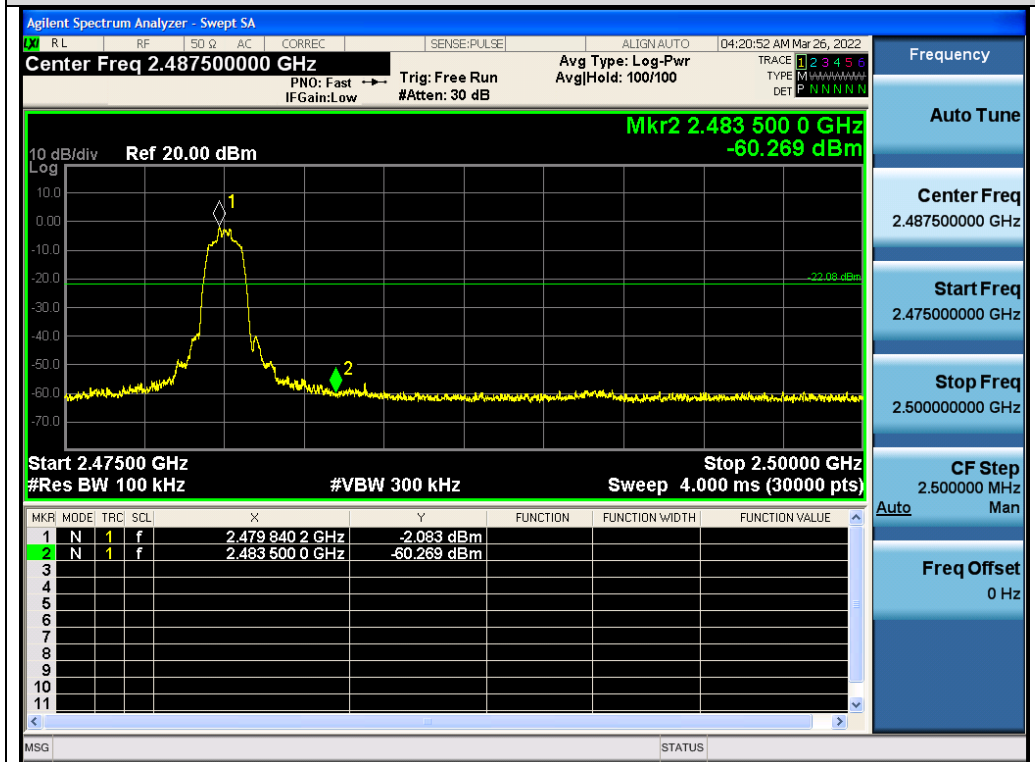 Agilent Spectrum Analyzer - Swept SA
LXI RL RF 50 Ω AC CORREC SENSE:PULSE ALIGN AUTO 04:20:52 AM Mar 26, 2022
Center Freq 2.487500000 GHz
PNO: Fast
IFGain:Low
Trig: Free Run
#Atten: 30 dB
Avg Type: Log-Pwr
Avg|Hold: 100/100
TRACE 1 2 3 4 5 6
TYPE M WWWWW
DET P N N N N N
Mkr2 2.483 500 0 GHz
-60.269 dBm
10 dB/div Ref 20.00 dBm
Log
10.0
0.00
-10.0
-20.0
-30.0
-40.0
-50.0
-60.0
-70.0
1
-22.08 dBm
2
Start 2.47500 GHz Stop 2.50000 GHz
#Res BW 100 kHz #VBW 300 kHz Sweep 4.000 ms (30000 pts)
MKR MODE TRC SCL X Y FUNCTION FUNCTION WIDTH FUNCTION VALUE
1 N 1 f 2.479 840 2 GHz -2.083 dBm
2 N 1 f 2.483 500 0 GHz -60.269 dBm
3
4
5
6
7
8
9
10
11
MSG STATUS
Frequency
Auto Tune
Center Freq
2.487500000 GHz
Start Freq
2.475000000 GHz
Stop Freq
2.500000000 GHz
CF Step
2.500000 MHz
Auto Man
Freq Offset
0 Hz